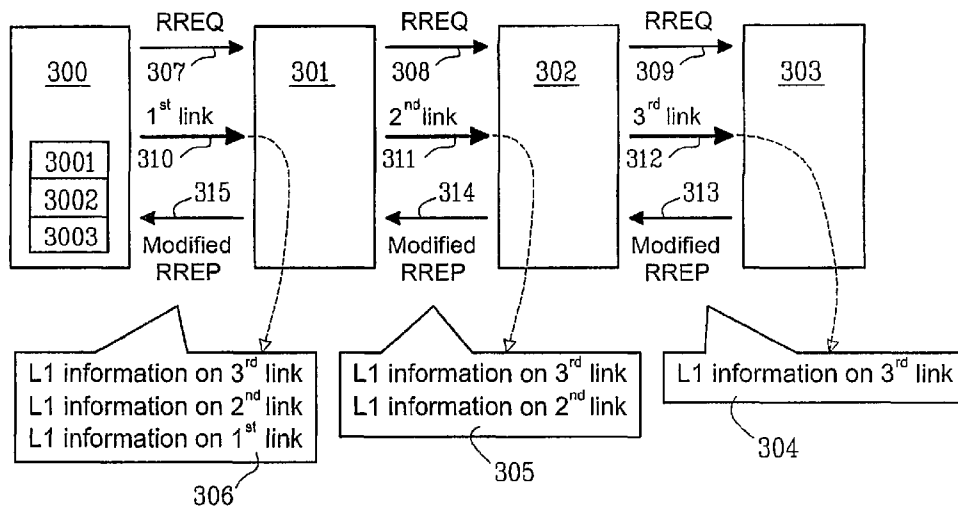 RREQ RREQ RREQ
300 307 301 308 302 309 303
1st link 2nd link 3rd link
310 311 312
3001
3002
3003
315 314 313
Modified RREP Modified RREP Modified RREP
L1 information on 3rd link
L1 information on 2nd link
L1 information on 1st link
306
L1 information on 3rd link
L1 information on 2nd link
305
L1 information on 3rd link
304